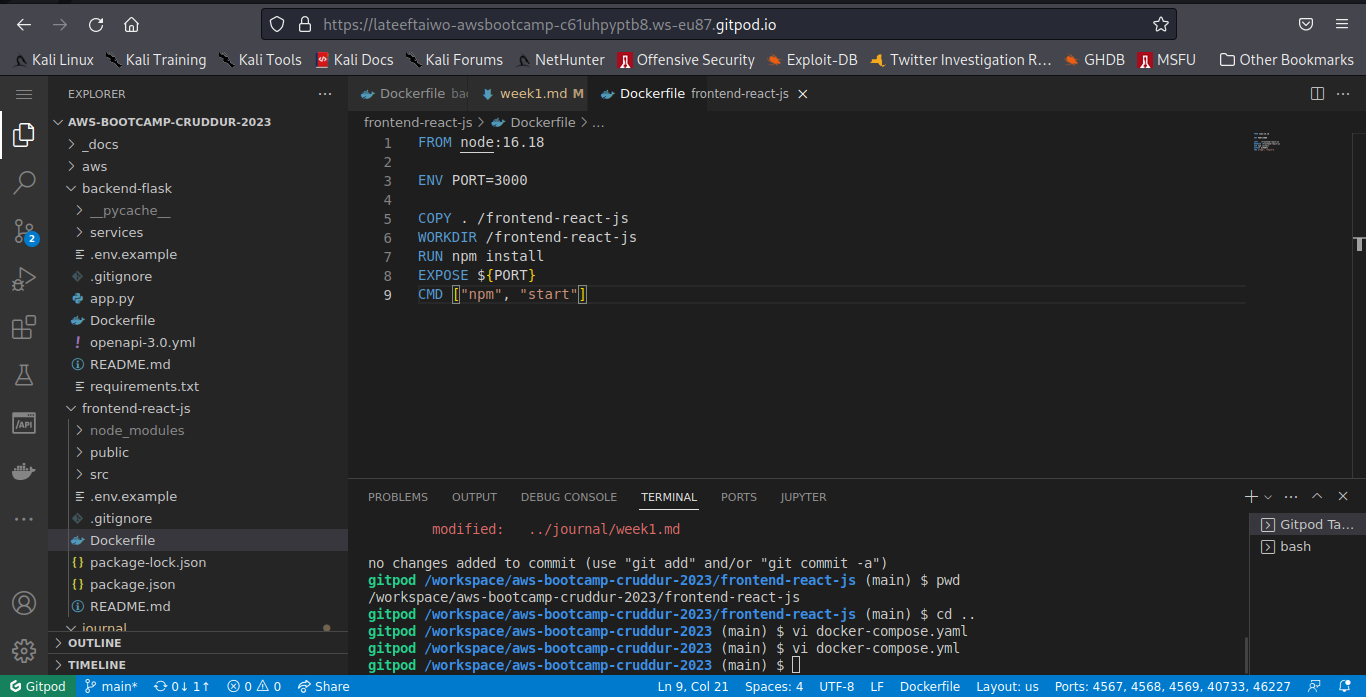 https://lateeftaiwo-awsbootcamp-c61uhpyptb8.ws-eu87.gitpod.io
Kali Linux Kali Training Kali Tools Kali Docs Kali Forums NetHunter Offensive Security Exploit-DB Twitter Investigation R... GHDB MSFU Other Bookmarks
EXPLORER
Dockerfile bac week1.md M Dockerfile frontend-react-js
AWS-BOOTCAMP-CRUDDUR-2023
_docs
aws
backend-flask
__pycache__
services
.env.example
.gitignore
app.py
Dockerfile
openapi-3.0.yml
README.md
requirements.txt
frontend-react-js
node_modules
public
src
.env.example
.gitignore
Dockerfile
package-lock.json
package.json
README.md
journal
OUTLINE
TIMELINE
2
/API
frontend-react-js > Dockerfile > ...
1 FROM node:16.18
2
3 ENV PORT=3000
4
5 COPY . /frontend-react-js
6 WORKDIR /frontend-react-js
7 RUN npm install
8 EXPOSE ${PORT}
9 CMD ["npm", "start"]
PROBLEMS OUTPUT DEBUG CONSOLE TERMINAL PORTS JUPYTER
modified: ../journal/week1.md
no changes added to commit (use "git add" and/or "git commit -a")
gitpod /workspace/aws-bootcamp-cruddur-2023/frontend-react-js (main) $ pwd
/workspace/aws-bootcamp-cruddur-2023/frontend-react-js
gitpod /workspace/aws-bootcamp-cruddur-2023/frontend-react-js (main) $ cd ..
gitpod /workspace/aws-bootcamp-cruddur-2023 (main) $ vi docker-compose.yaml
gitpod /workspace/aws-bootcamp-cruddur-2023 (main) $ vi docker-compose.yml
gitpod /workspace/aws-bootcamp-cruddur-2023 (main) $
Gitpod Ta...
bash
Gitpod main* 0↓ 1↑ 0 0 Share Ln 9, Col 21 Spaces: 4 UTF-8 LF Dockerfile Layout: us Ports: 4567, 4568, 4569, 40733, 46227